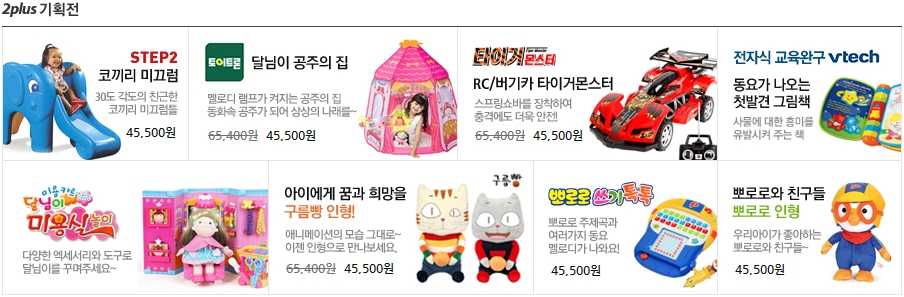 2plus 기획전
STEP2
코끼리 미끄럼
30도 각도의 친근한
코끼리 미끄럼틀
45,500원
토이트론
달님이 공주의 집
멜로디 램프가 켜지는 공주의 집
동화속 공주가 되어 상상의 나래를~
65,400원 45,500원
타이거몬스터
RC/버기카 타이거몬스터
스프링쇼바를 장착하여
충격에도 더욱 안전!
65,400원 45,500원
전자식 교육완구 vtech
동요가 나오는
첫발견 그림책
사물에 대한 흥미를
유발시켜 주는 책
달님이
미용실놀이
다양한 엑세서리와 도구로
달님이를 꾸며주세요~
아이에게 꿈과 희망을
구름빵 인형!
애니메이션의 모습 그대로~
이젠 인형으로 만나보세요.
65,400원 45,500원
구름빵
뽀로로 쓰기톡톡
뽀로로 주제곡과
여러가지 동요
멜로디가 나와요!
45,500원
뽀로로와 친구들
뽀로로 인형
우리아이가 좋아하는
뽀로로와 친구들~
45,500원